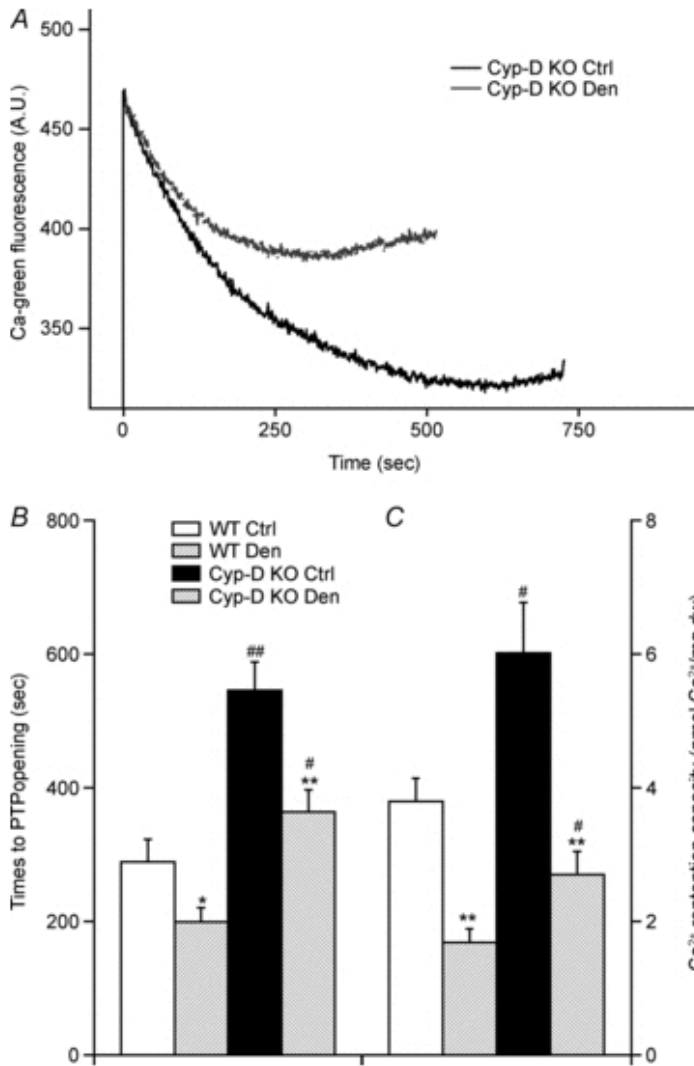 A
500
450
400
350
Ca-green fluorescence (A.U.)
Cyp-D KO Ctrl
Cyp-D KO Den
0 250 500 750
Time (sec)
B
C
800
600
400
200
0
Times to PTPopening (sec)
WT Ctrl
WT Den
Cyp-D KO Ctrl
Cyp-D KO Den
*
##
#
**
**
#
#
**
8
6
4
2
0